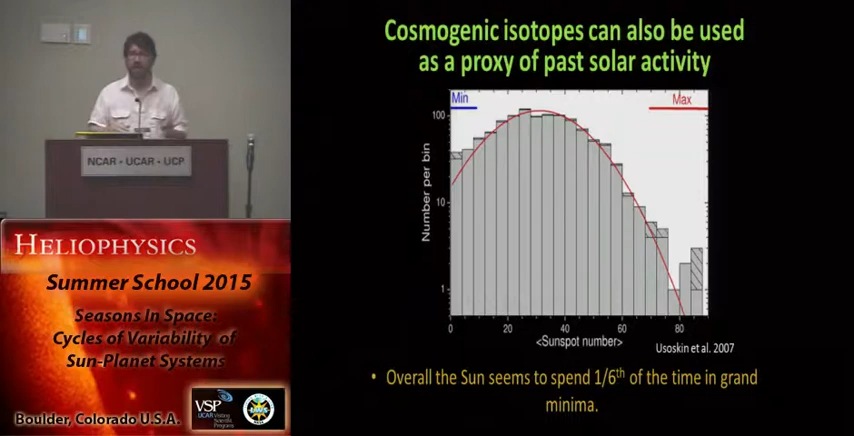 NCAR • UCAR • UCP
HELIOPHYSICS
Summer School 2015
Seasons In Space:
Cycles of Variability of
Sun-Planet Systems
VSP
UCAR Visiting
Scientist
Programs
Boulder, Colorado U.S.A.
Cosmogenic isotopes can also be used
as a proxy of past solar activity
Min
Max
100
10
1
Number per bin
0
20
40
60
80
<Sunspot number>
Usoskin et al. 2007
• Overall the Sun seems to spend 1/6th of the time in grand
minima.